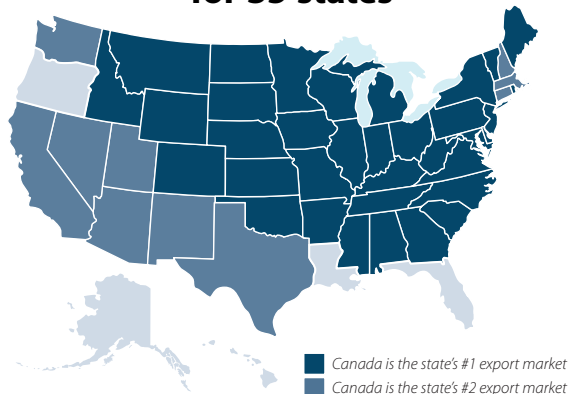 for 35 states
Canada is the state's #1 export market
Canada is the state's #2 export market